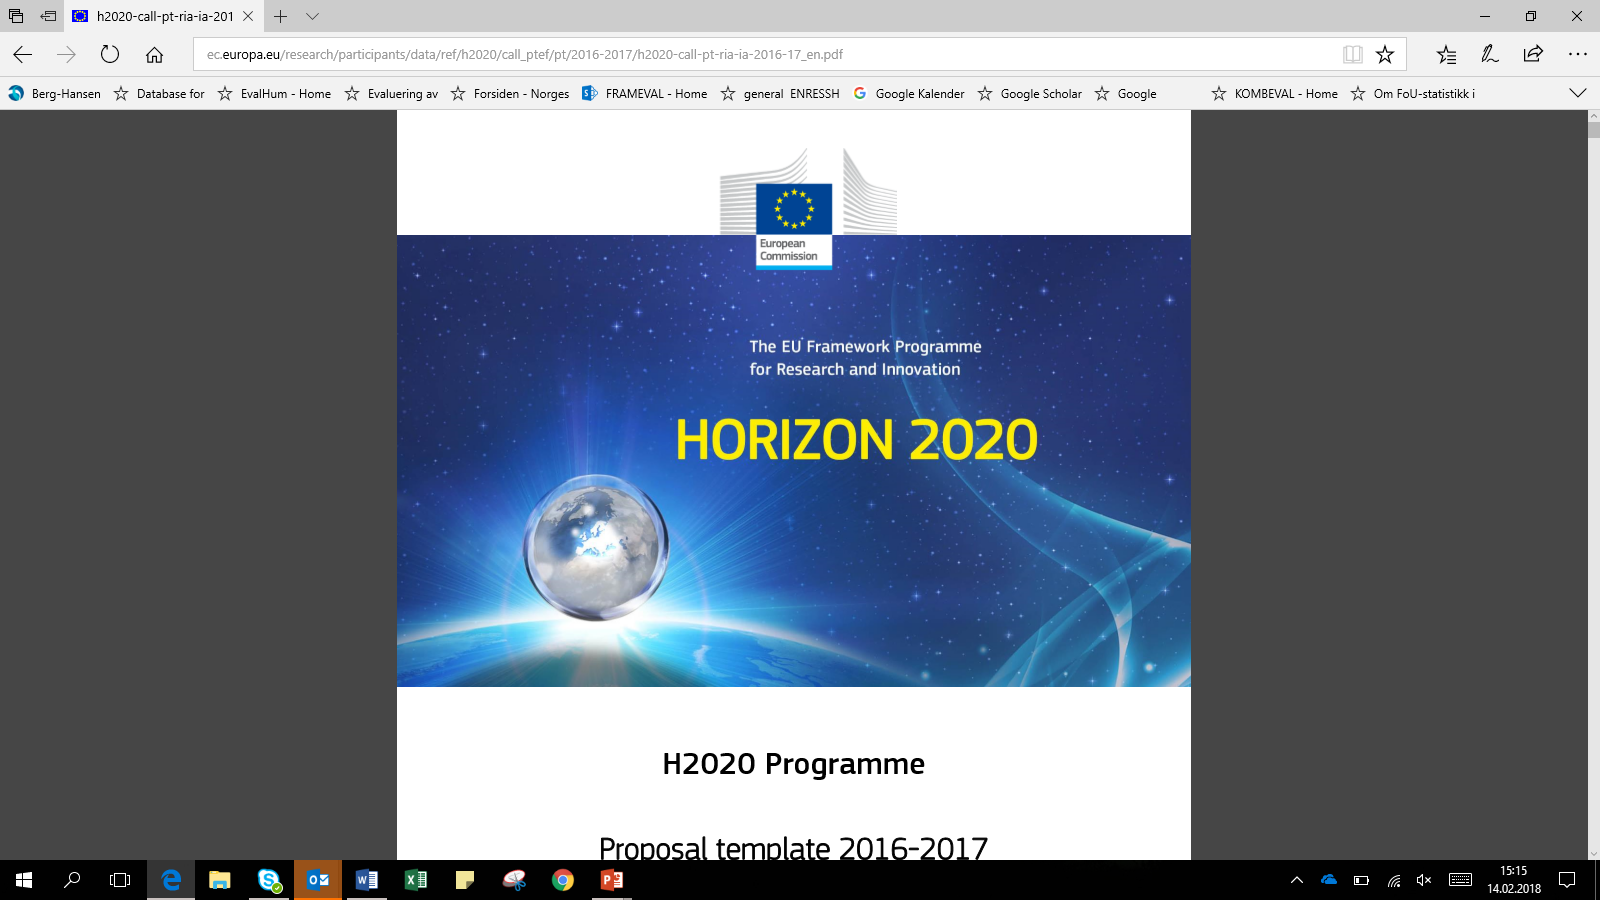 h2020-call-pt-ria-ia-201
ec.europa.eu/research/participants/data/ref/h2020/call_ptef/pt/2016-2017/h2020-call-pt-ria-ia-2016-17_en.pdf
Berg-Hansen Database for EvalHum - Home Evaluering av Forsiden - Norges FRAMEVAL - Home general ENRESSH Google Kalender Google Scholar Google KOMBEVAL - Home Om FoU-statistikk i
European
Commission
The EU Framework Programme
for Research and Innovation
HORIZON 2020
H2020 Programme
Proposal template 2016-2017
15:15
14.02.2018